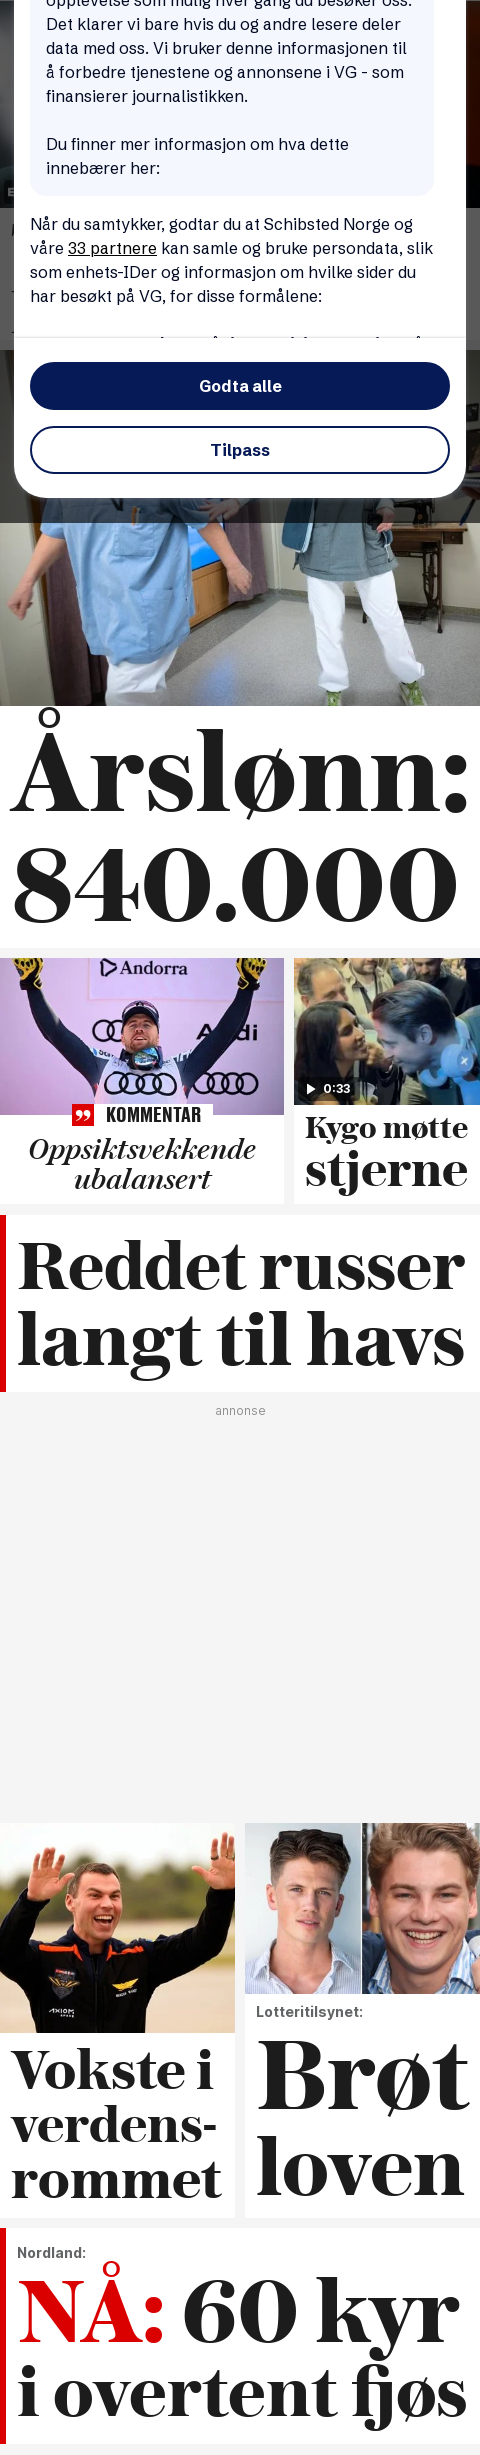 opplevelse som mulig hver gang du besøker oss.
Det klarer vi bare hvis du og andre lesere deler
data med oss. Vi bruker denne informasjonen til
å forbedre tjenestene og annonsene i VG - som
finansierer journalistikken.
Du finner mer informasjon om hva dette
innebærer her:
Når du samtykker, godtar du at Schibsted Norge og
våre 33 partnere kan samle og bruke persondata, slik
som enhets-IDer og informasjon om hvilke sider du
har besøkt på VG, for disse formålene:
Godta alle
Tilpass
Årslønn:
840.000
Andorra
Audi
KOMMENTAR
Oppsiktsvekkende
ubalansert
0:33
Kygo møtte
stjerne
Reddet russer
langt til havs
annonse
AXIOM
Vokste i
verdens-
rommet
Lotteritilsynet:
Brøt
loven
Nordland:
NÅ: 60 kyr
i overtent fjøs